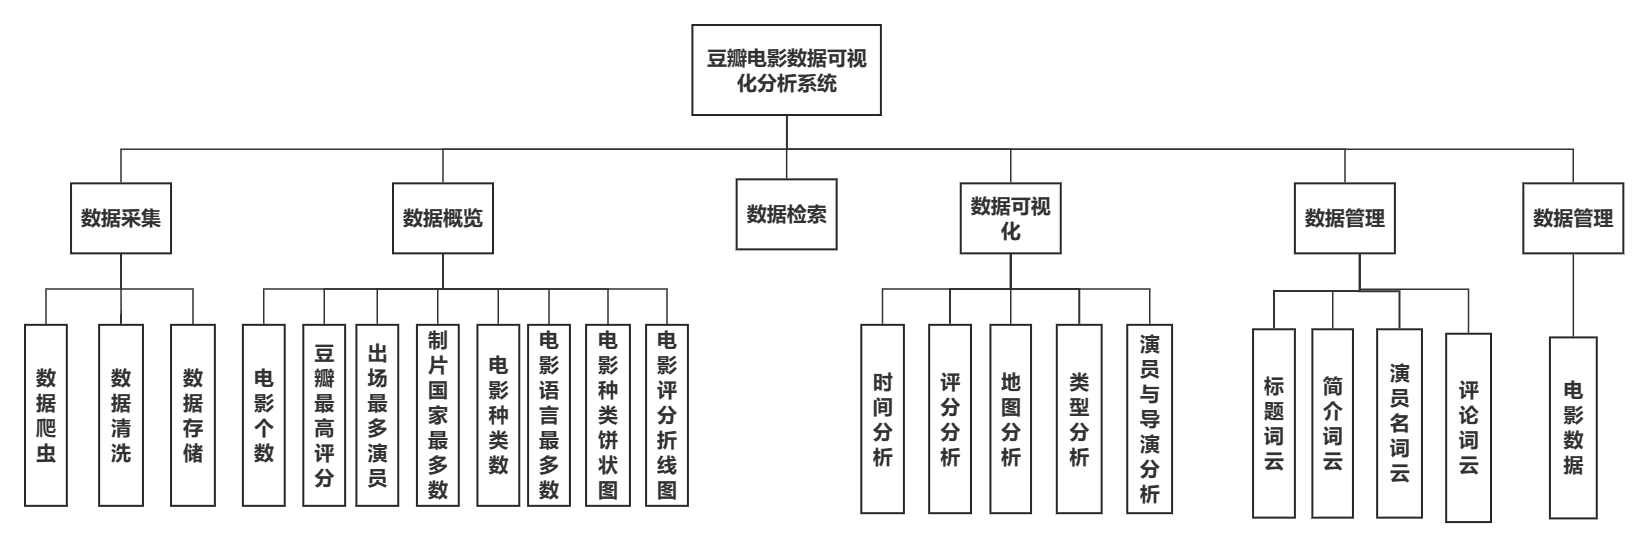 豆瓣电影数据可视
化分析系统
数据采集
数据概览
数据检索
数据可视
化
数据管理
数据管理
数据爬虫
数据清洗
数据存储
电影个数
豆瓣最高评分
出场最多演员
制片国家最多数
电影种类数
电影语言最多数
电影种类饼状图
电影评分折线图
时间分析
评分分析
地图分析
类型分析
演员与导演分析
标题词云
简介词云
演员名词云
评论词云
电影数据